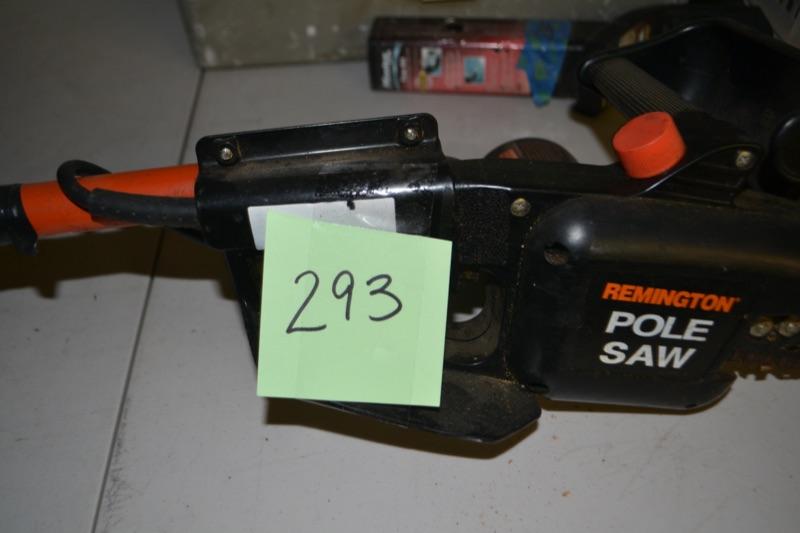 293
REMINGTON
POLE
SAW